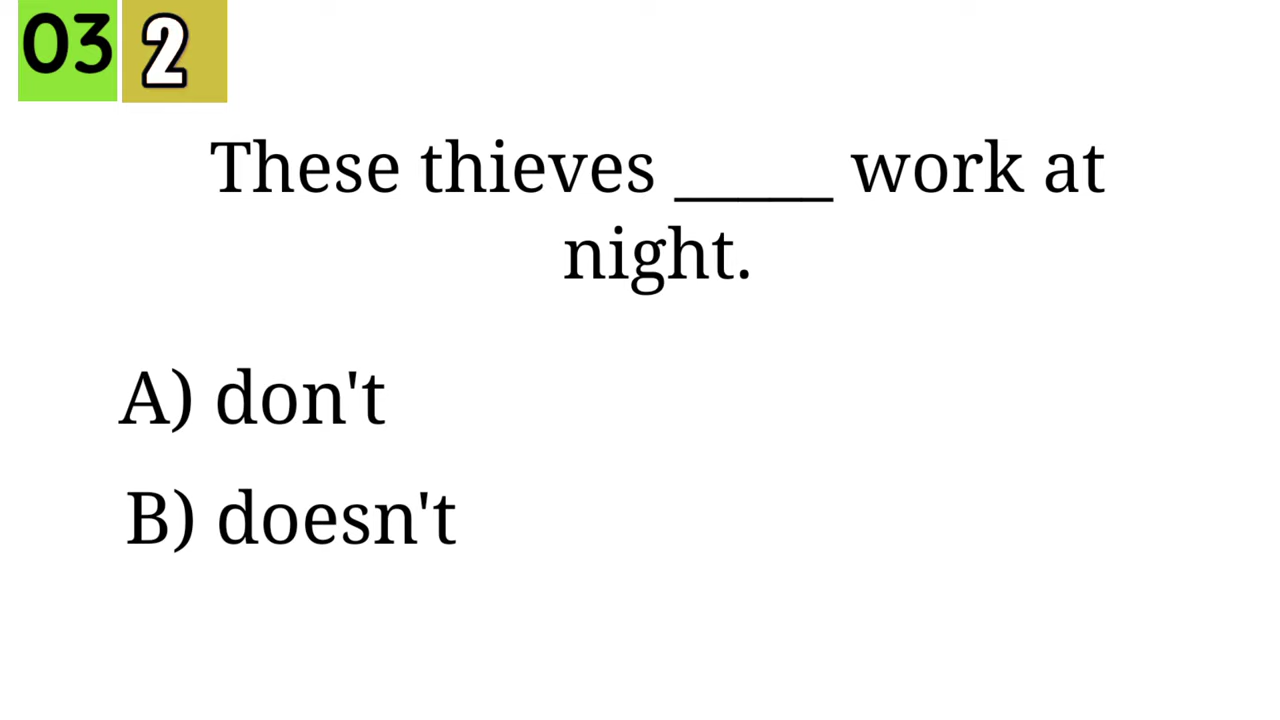 03 2
These thieves _____ work at
night.
A) don't
B) doesn't